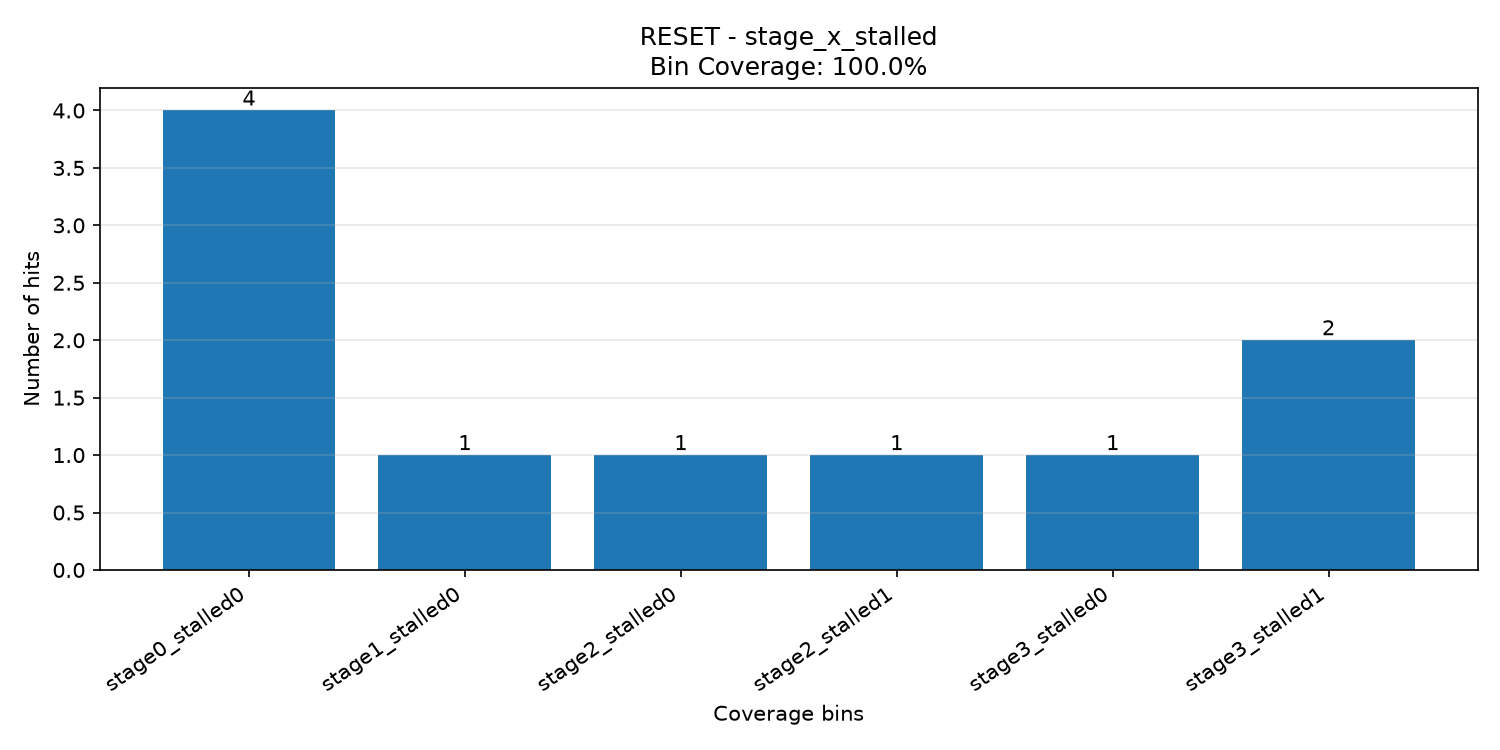 RESET - stage_x_stalled
Bin Coverage: 100.0%
4.0
3.5
3.0
2.5
2.0
1.5
1.0
0.5
0.0
Number of hits
4
1
1
1
1
2
stage0_stalled0
stage1_stalled0
stage2_stalled0
stage2_stalled1
stage3_stalled0
stage3_stalled1
Coverage bins